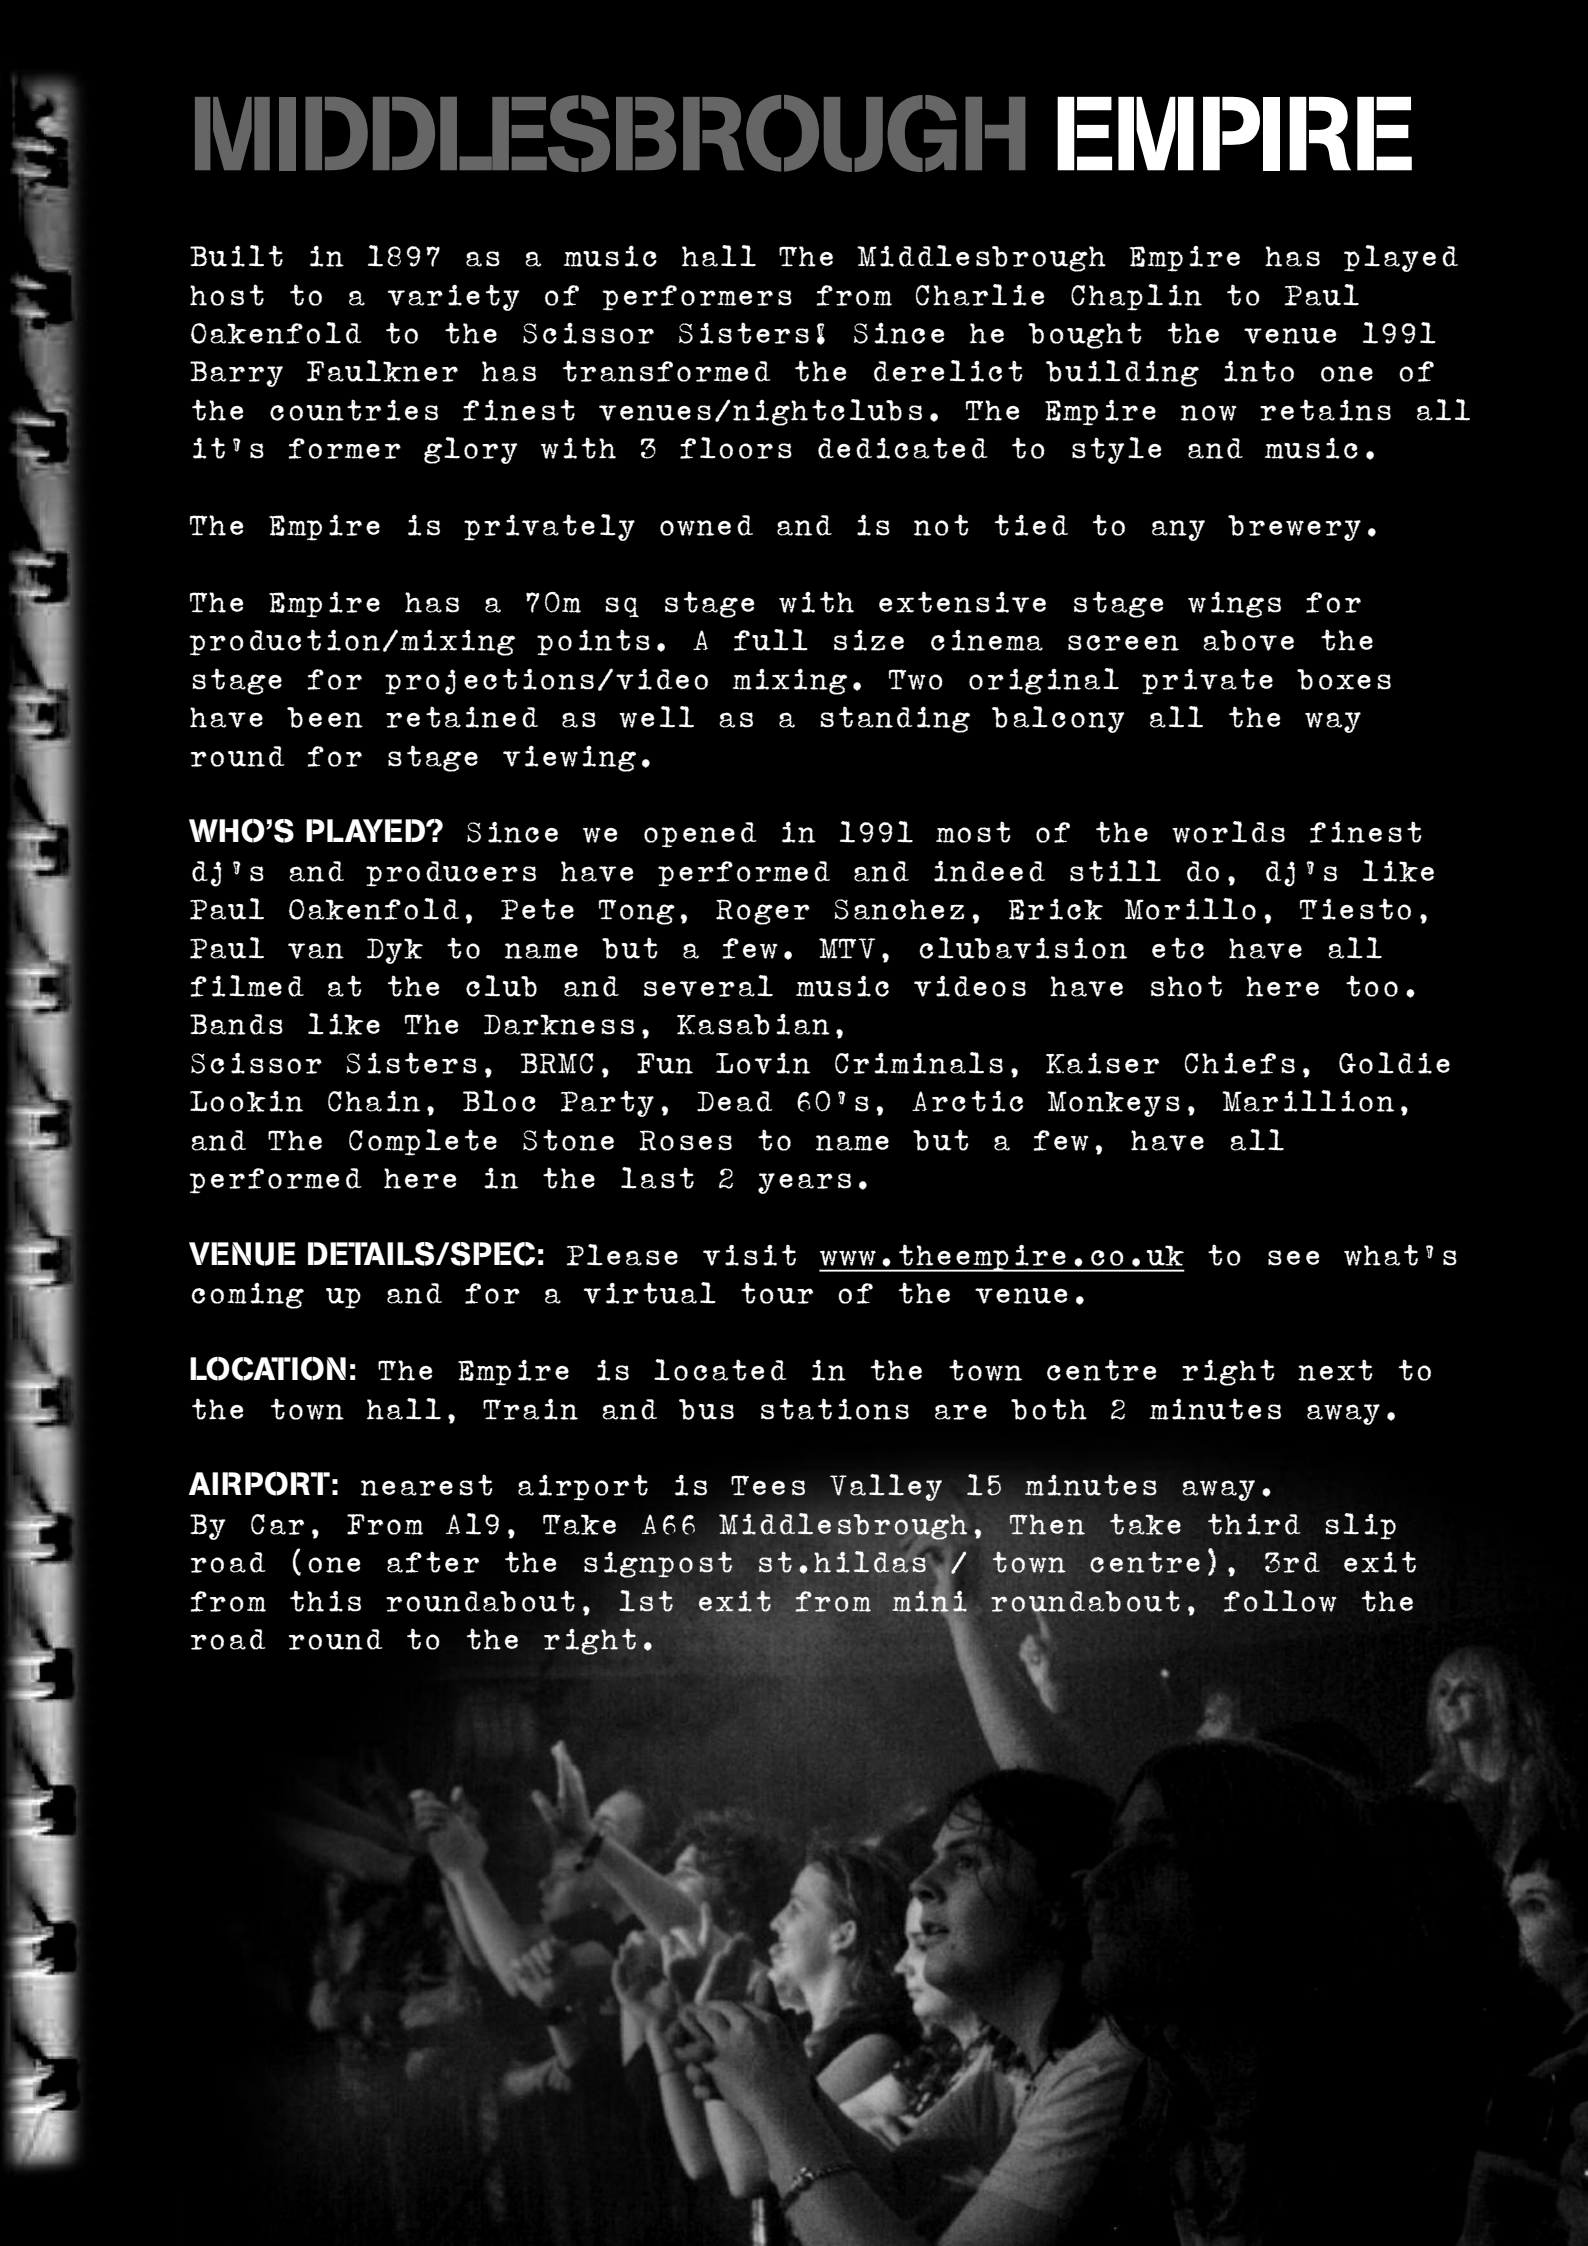 MIDDLESBROUGH EMPIRE
Built in 1897 as a music hall The Middlesbrough Empire has played
host to a variety of performers from Charlie Chaplin to Paul
Oakenfold to the Scissor Sisters! Since he bought the venue 1991
Barry Faulkner has transformed the derelict building into one of
the countries finest venues/nightclubs. The Empire now retains all
it's former glory with 3 floors dedicated to style and music.
The Empire is privately owned and is not tied to any brewery.
The Empire has a 70m sq stage with extensive stage wings for
production/mixing points. A full size cinema screen above the
stage for projections/video mixing. Two original private boxes
have been retained as well as a standing balcony all the way
round for stage viewing.
WHO'S PLAYED? Since we opened in 1991 most of the worlds finest
dj's and producers have performed and indeed still do, dj's like
Paul Oakenfold, Pete Tong, Roger Sanchez, Erick Morillo, Tiesto,
Paul van Dyk to name but a few. MTV, clubavision etc have all
filmed at the club and several music videos have shot here too.
Bands like The Darkness, Kasabian,
Scissor Sisters, BRMC, Fun Lovin Criminals, Kaiser Chiefs, Goldie
Lookin Chain, Bloc Party, Dead 60's, Arctic Monkeys, Marillion,
and The Complete Stone Roses to name but a few, have all
performed here in the last 2 years.
VENUE DETAILS/SPEC: Please visit www.theempire.co.uk to see what's
coming up and for a virtual tour of the venue.
LOCATION: The Empire is located in the town centre right next to
the town hall, Train and bus stations are both 2 minutes away.
AIRPORT: nearest airport is Tees Valley 15 minutes away.
By Car, From A19, Take A66 Middlesbrough, Then take third slip
road (one after the signpost st.hildas / town centre), 3rd exit
from this roundabout, 1st exit from mini roundabout, follow the
road round to the right.